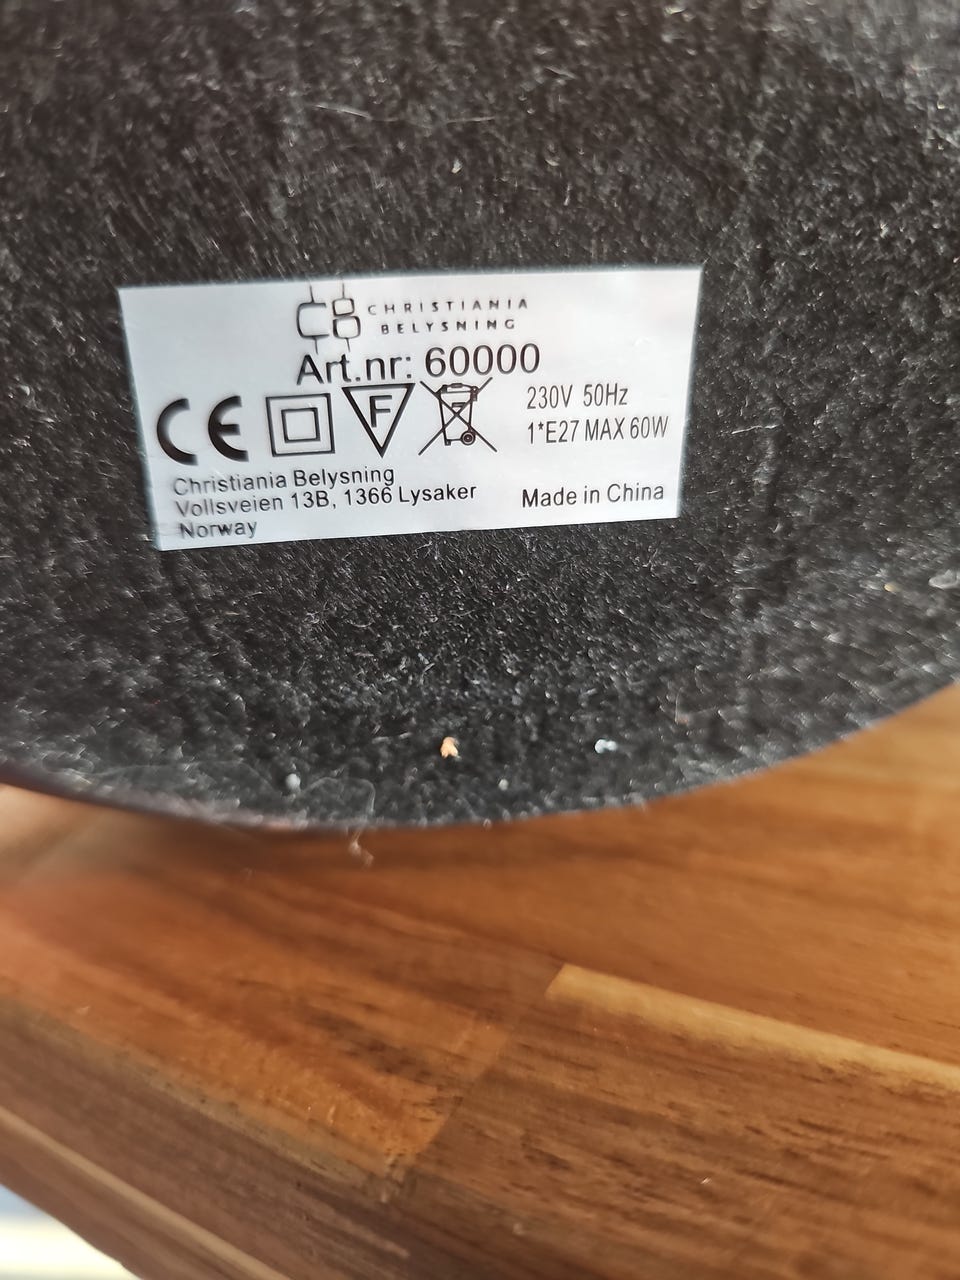 CB CHRISTIANIA
BELYSNING
Art.nr: 60000
CE F
230V 50Hz
1*E27 MAX 60W
Christiania Belysning
Vollsveien 13B, 1366 Lysaker
Norway
Made in China